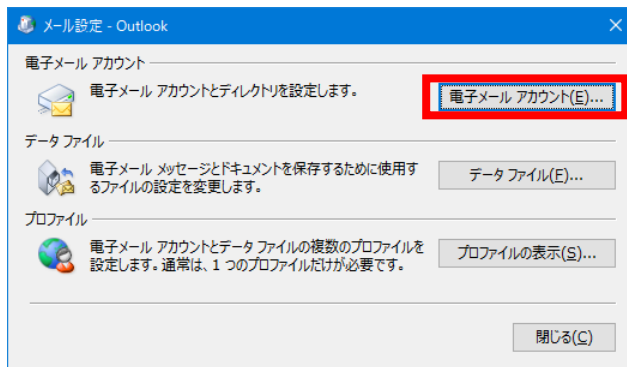 メール設定 - Outlook
電子メール アカウント
電子メール アカウントとディレクトリを設定します。
電子メール アカウント(E)...
データ ファイル
電子メール メッセージとドキュメントを保存するために使用す
るファイルの設定を変更します。
データ ファイル(F)...
プロファイル
電子メール アカウントとデータ ファイルの複数のプロファイルを
設定します。通常は、1 つのプロファイルだけが必要です。
プロファイルの表示(S)...
閉じる(C)